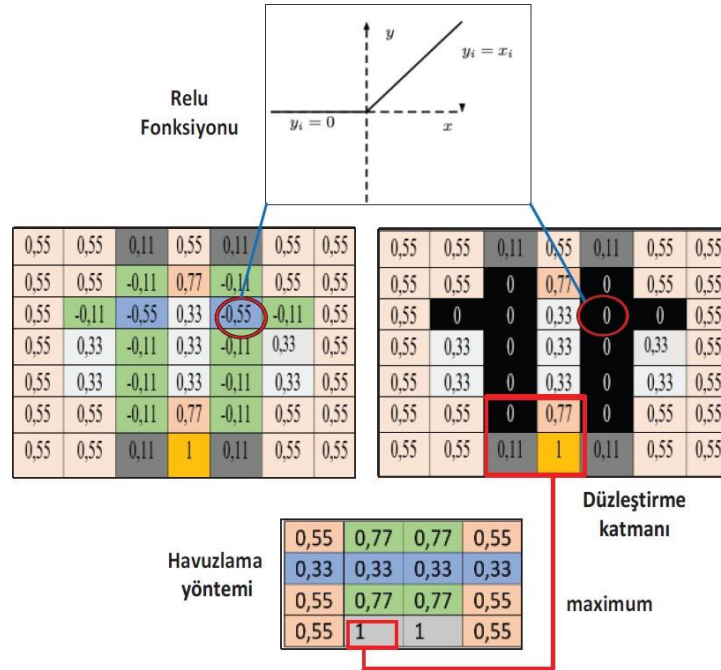 y
yᵢ = xᵢ
Relu
Fonksiyonu
yᵢ = 0
x
0,55 0,55 0,11 0,55 0,11 0,55 0,55
0,55 0,55 -0,11 0,77 -0,11 0,55 0,55
0,55 -0,11 -0,55 0,33 -0,55 -0,11 0,55
0,55 0,33 -0,11 0,33 -0,11 0,33 0,55
0,55 0,33 -0,11 0,33 -0,11 0,33 0,55
0,55 0,55 -0,11 0,77 -0,11 0,55 0,55
0,55 0,55 0,11 1 0,11 0,55 0,55
0,55 0,55 0,11 0,55 0,11 0,55 0,55
0,55 0,55 0 0,77 0 0,55 0,55
0,55 0 0 0,33 0 0 0,55
0,55 0,33 0 0,33 0 0,33 0,55
0,55 0,33 0 0,33 0 0,33 0,55
0,55 0,55 0 0,77 0 0,55 0,55
0,55 0,55 0,11 1 0,11 0,55 0,55
Düzleştirme
katmanı
Havuzlama
yöntemi
0,55 0,77 0,77 0,55
0,33 0,33 0,33 0,33
0,55 0,77 0,77 0,55
0,55 1 1 0,55
maximum